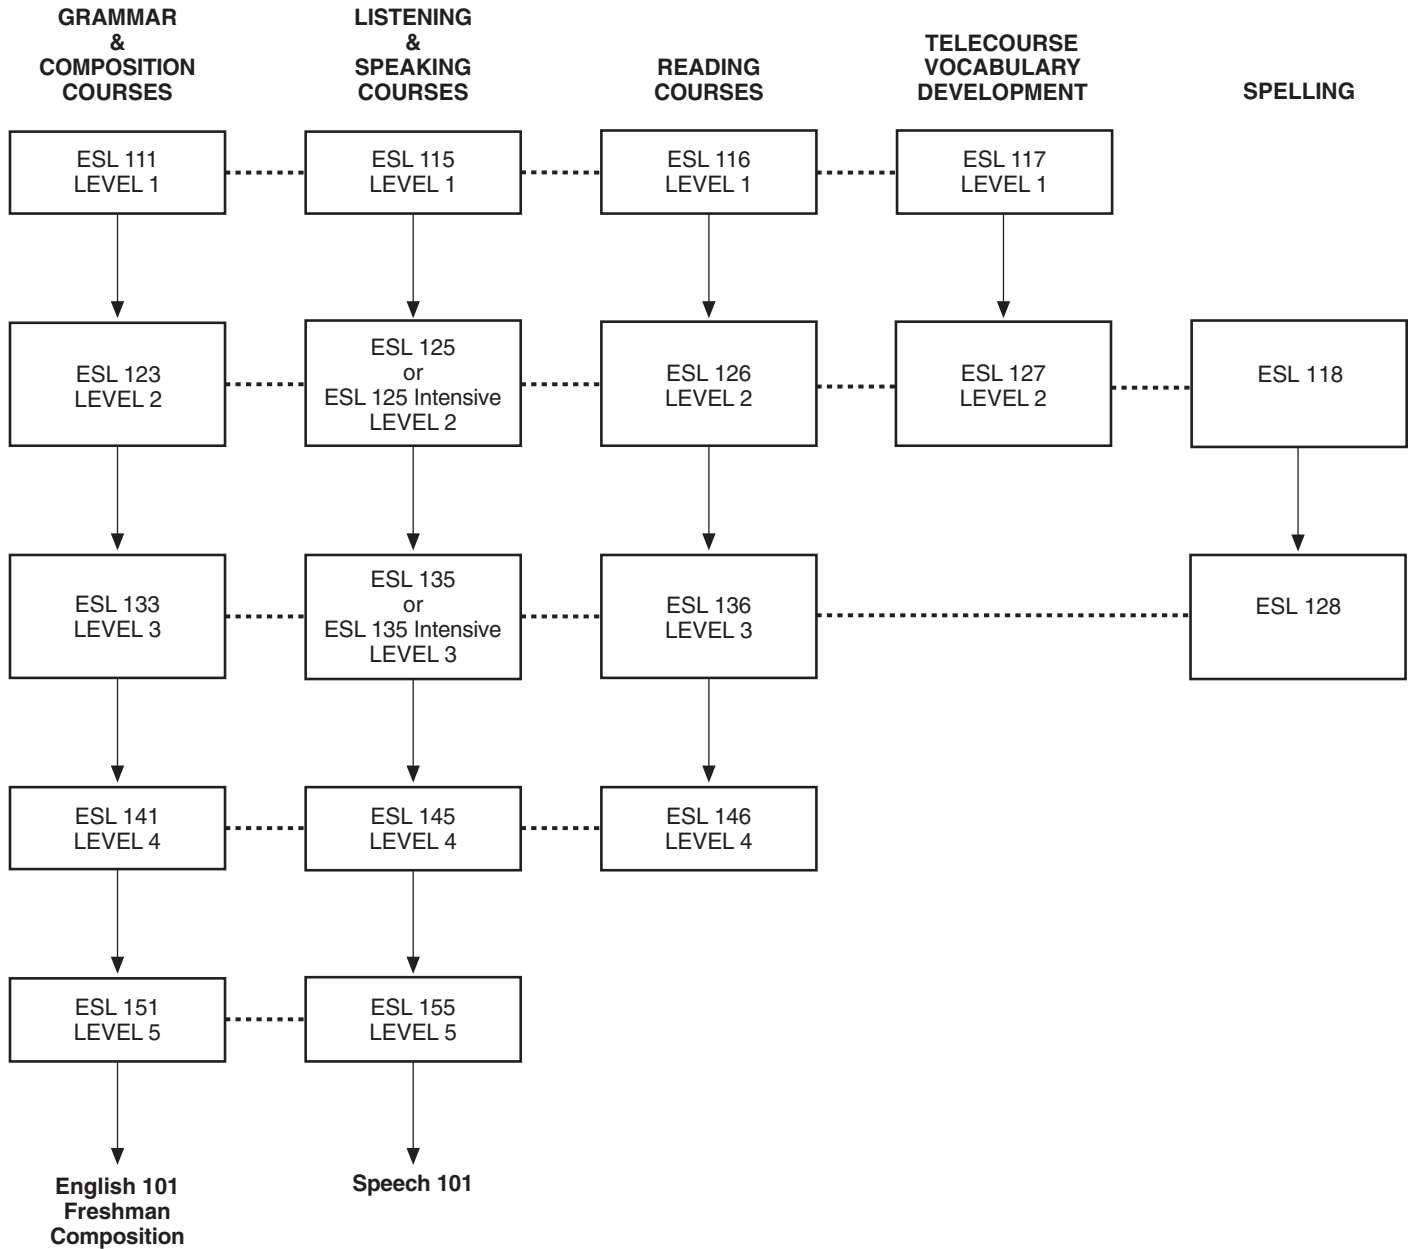 GRAMMAR
&
COMPOSITION
COURSES
LISTENING
&
SPEAKING
COURSES
READING
COURSES
TELECOURSE
VOCABULARY
DEVELOPMENT
SPELLING
ESL 111
LEVEL 1
ESL 115
LEVEL 1
ESL 116
LEVEL 1
ESL 117
LEVEL 1
ESL 123
LEVEL 2
ESL 125
or
ESL 125 Intensive
LEVEL 2
ESL 126
LEVEL 2
ESL 127
LEVEL 2
ESL 118
ESL 133
LEVEL 3
ESL 135
or
ESL 135 Intensive
LEVEL 3
ESL 136
LEVEL 3
ESL 128
ESL 141
LEVEL 4
ESL 145
LEVEL 4
ESL 146
LEVEL 4
ESL 151
LEVEL 5
ESL 155
LEVEL 5
English 101
Freshman
Composition
Speech 101